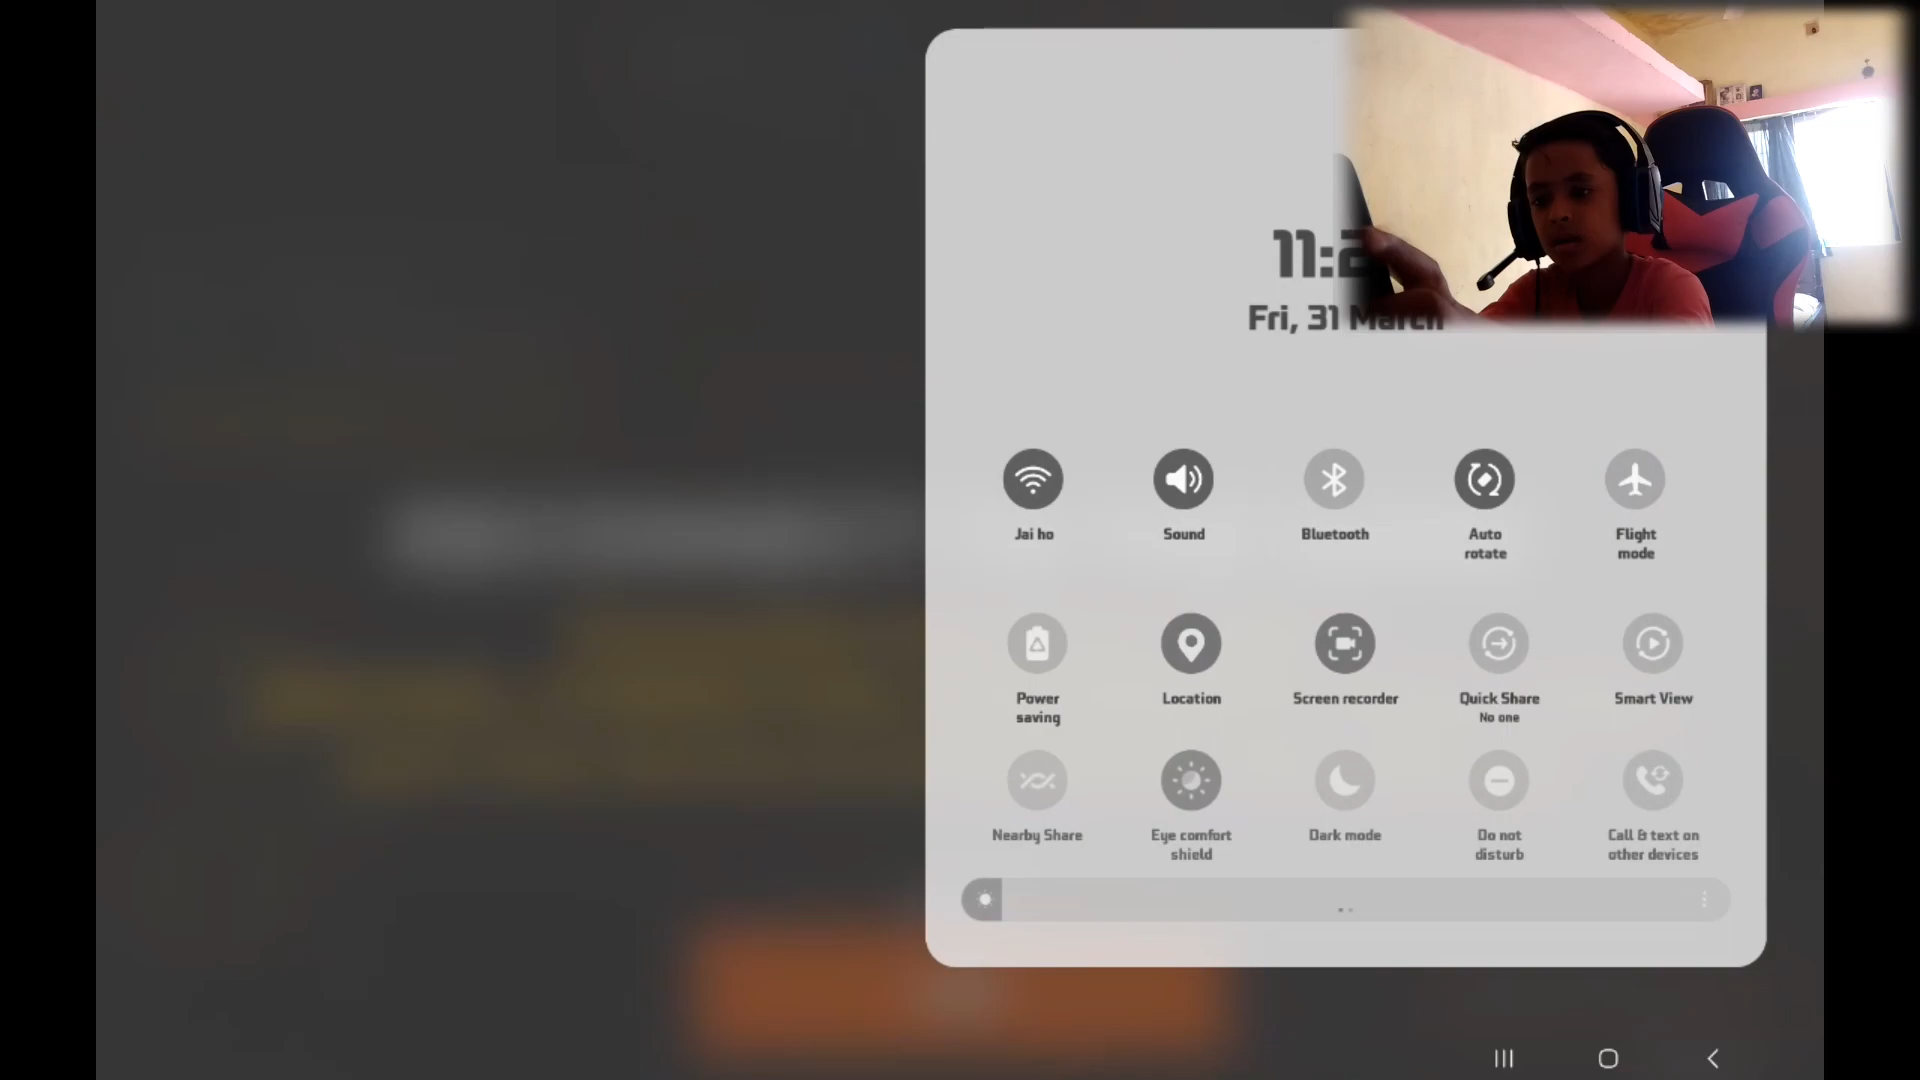 11:2
Fri, 31 March
Jai ho
Sound
Bluetooth
Auto
rotate
Flight
mode
Power
saving
Location
Screen recorder
Quick Share
No one
Smart View
Nearby Share
Eye comfort
shield
Dark mode
Do not
disturb
Call & text on
other devices